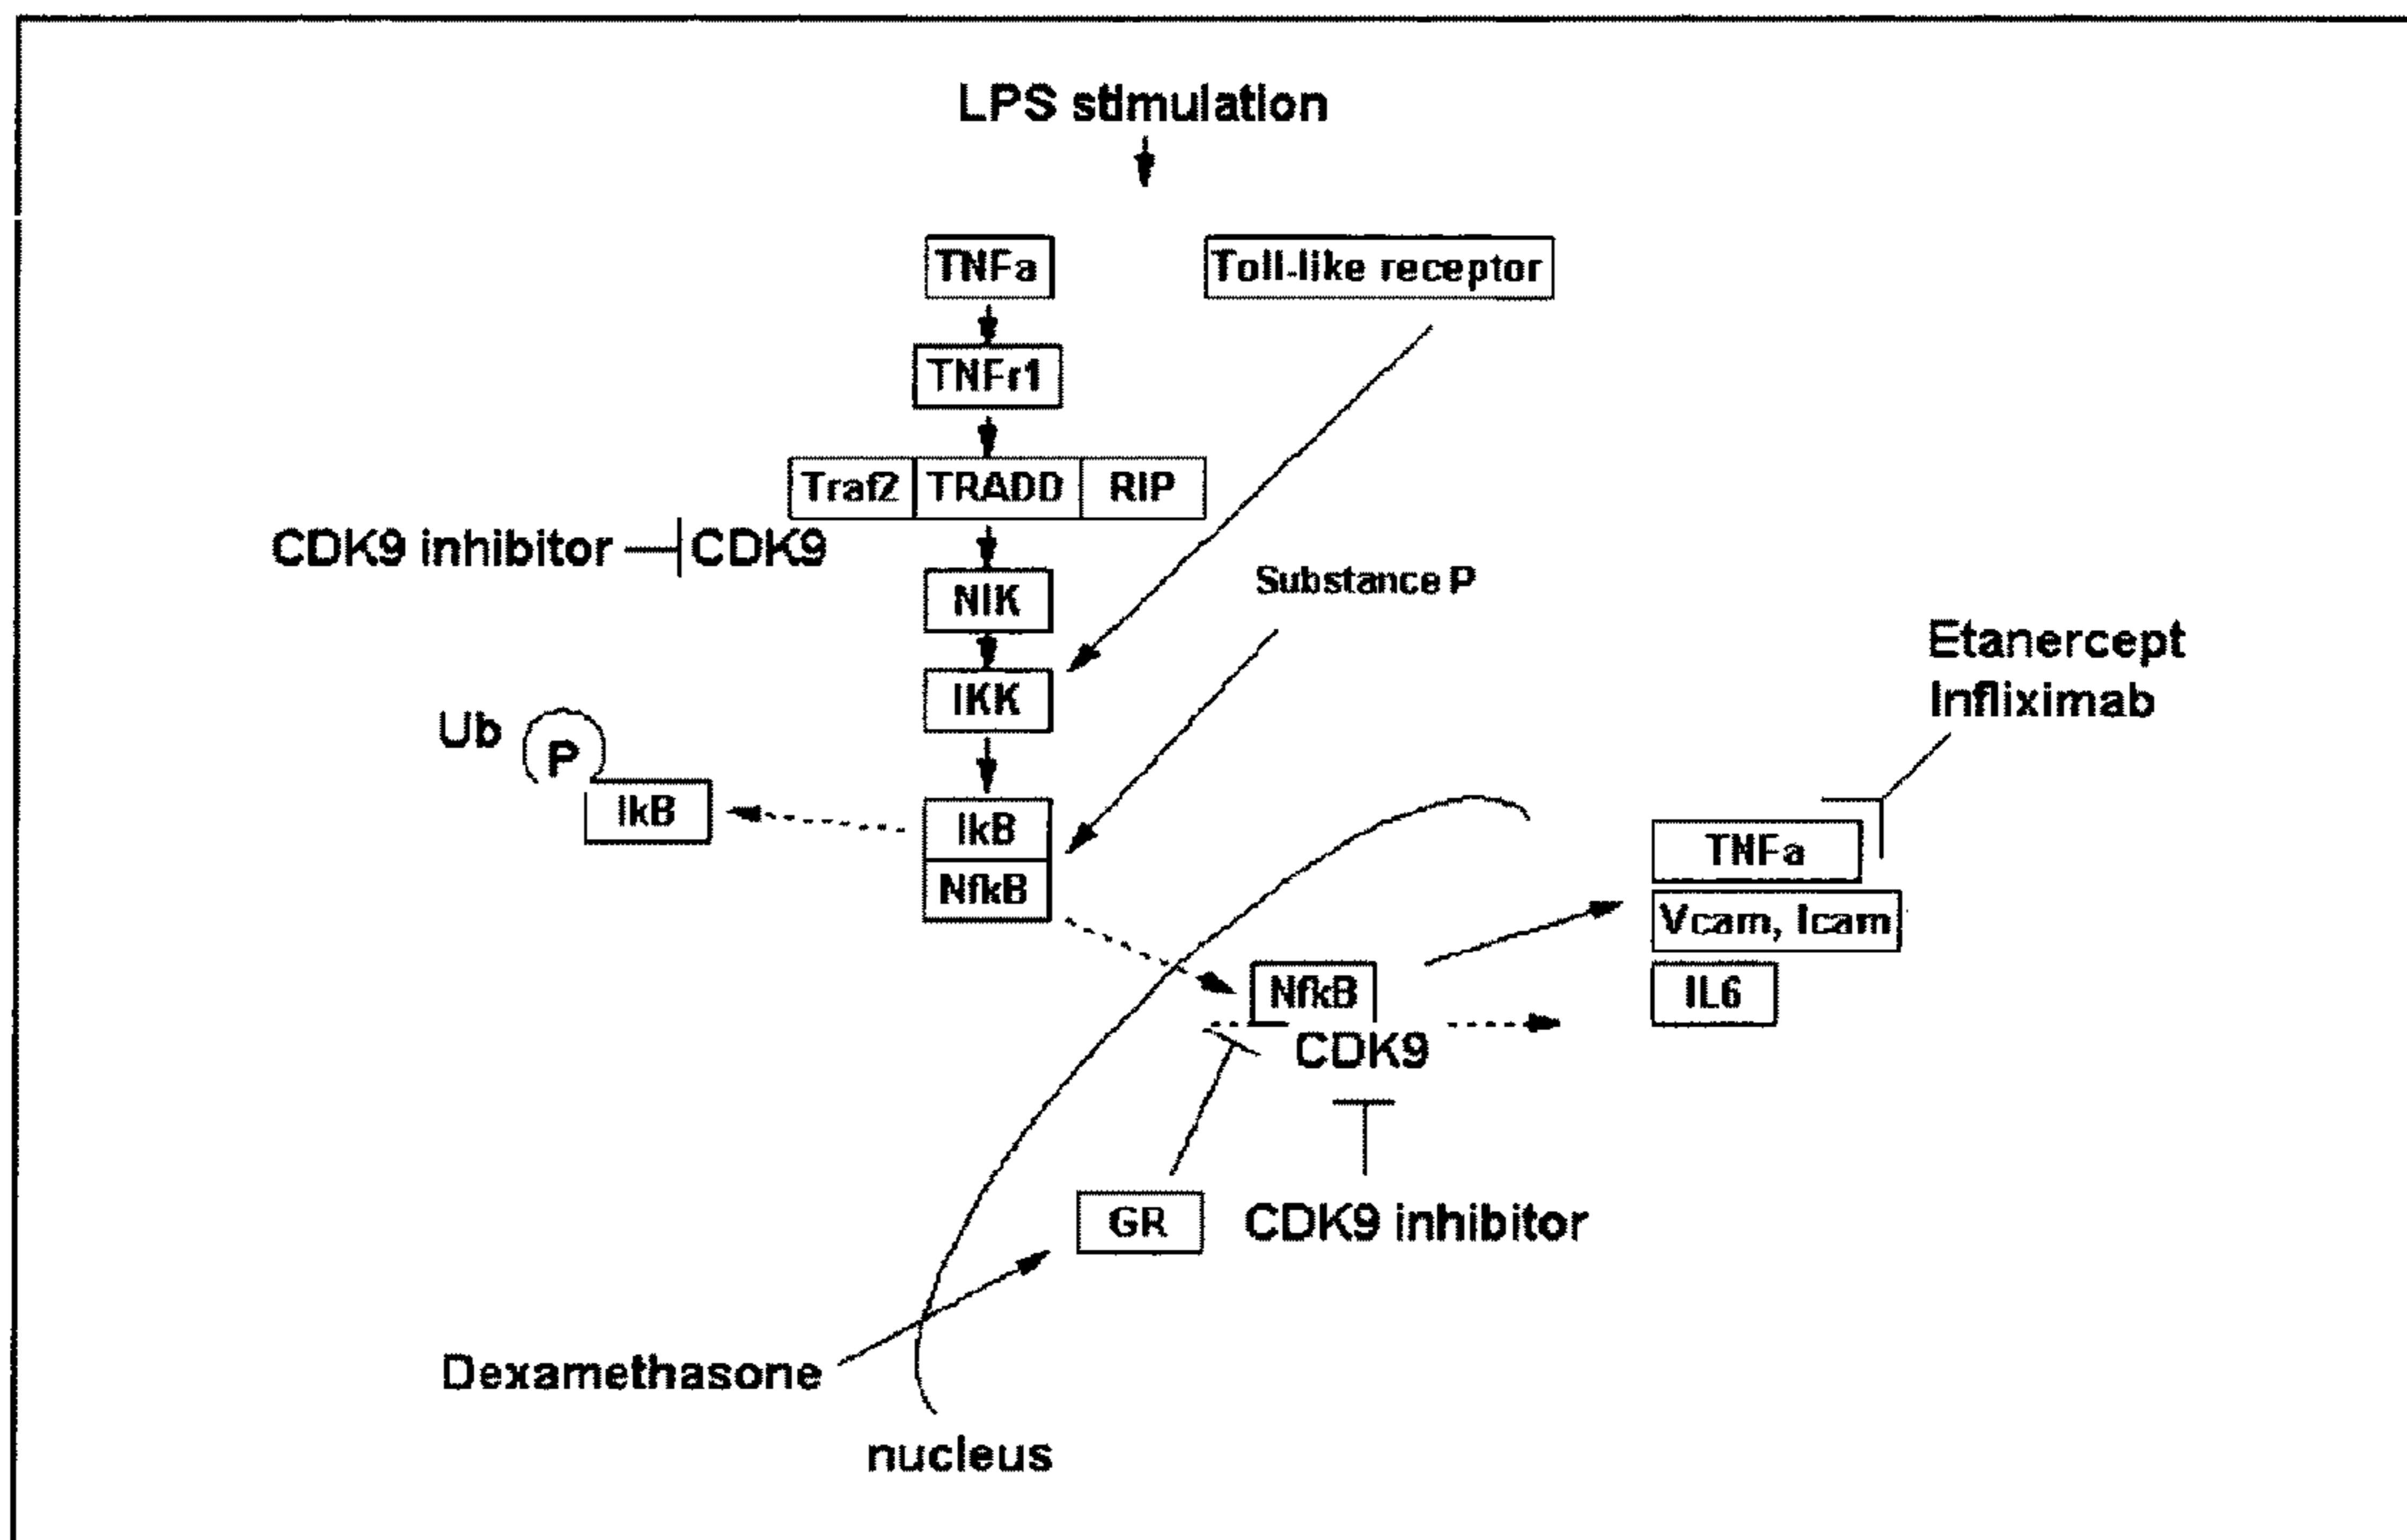 LPS stimulation
TNFa
Toll-like receptor
TNFr1
Traf2 TRADD RIP
CDK9 inhibitor CDK9
NIK
Substance P
Etanercept
Infliximab
IKK
Ub P
IkB
IkB
NfkB
TNFa
Vcam, Icam
NfkB
IL6
CDK9
GR
CDK9 inhibitor
Dexamethasone
nucleus